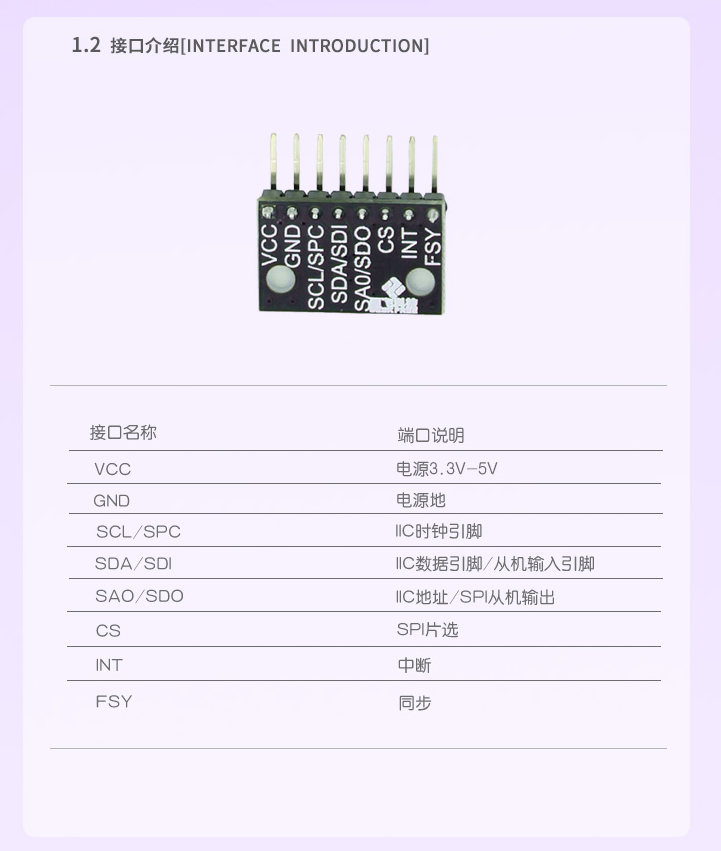 1.2 接口介绍[INTERFACE INTRODUCTION]
VCC
GND
SCL/SPC
SDA/SDI
SA0/SDO
CS
INT
FSY
接口名称 端口说明
VCC 电源3.3V-5V
GND 电源地
SCL/SPC IIC时钟引脚
SDA/SDI IIC数据引脚/从机输入引脚
SAO/SDO IIC地址/SPI从机输出
CS SPI片选
INT 中断
FSY 同步